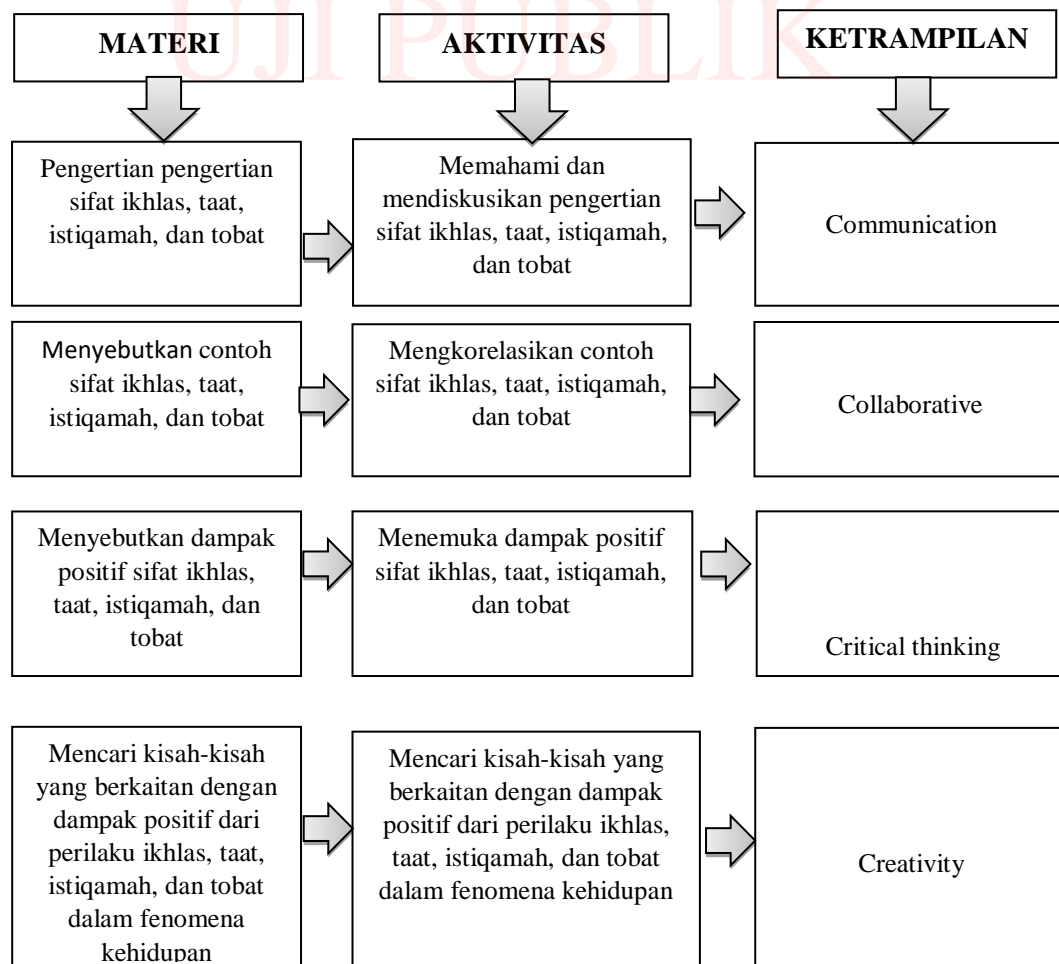 UJI PUBLIK
MATERI
AKTIVITAS
KETRAMPILAN
Pengertian pengertian
sifat ikhlas, taat,
istiqamah, dan tobat
Memahami dan
mendiskusikan pengertian
sifat ikhlas, taat, istiqamah,
dan tobat
Communication
Menyebutkan contoh
sifat ikhlas, taat,
istiqamah, dan tobat
Mengkorelasikan contoh
sifat ikhlas, taat, istiqamah,
dan tobat
Collaborative
Menyebutkan dampak
positif sifat ikhlas,
taat, istiqamah, dan
tobat
Menemuka dampak positif
sifat ikhlas, taat, istiqamah,
dan tobat
Critical thinking
Mencari kisah-kisah
yang berkaitan dengan
dampak positif dari
perilaku ikhlas, taat,
istiqamah, dan tobat
dalam fenomena
kehidupan
Mencari kisah-kisah yang
berkaitan dengan dampak
positif dari perilaku ikhlas,
taat, istiqamah, dan tobat
dalam fenomena kehidupan
Creativity